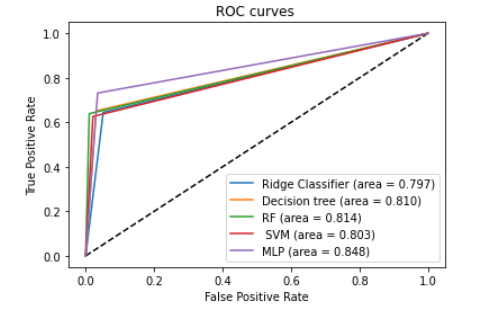 ROC curves
1.0
0.8
0.6
0.4
0.2
0.0
True Positive Rate
Ridge Classifier (area = 0.797)
Decision tree (area = 0.810)
RF (area = 0.814)
SVM (area = 0.803)
MLP (area = 0.848)
0.0 0.2 0.4 0.6 0.8 1.0
False Positive Rate